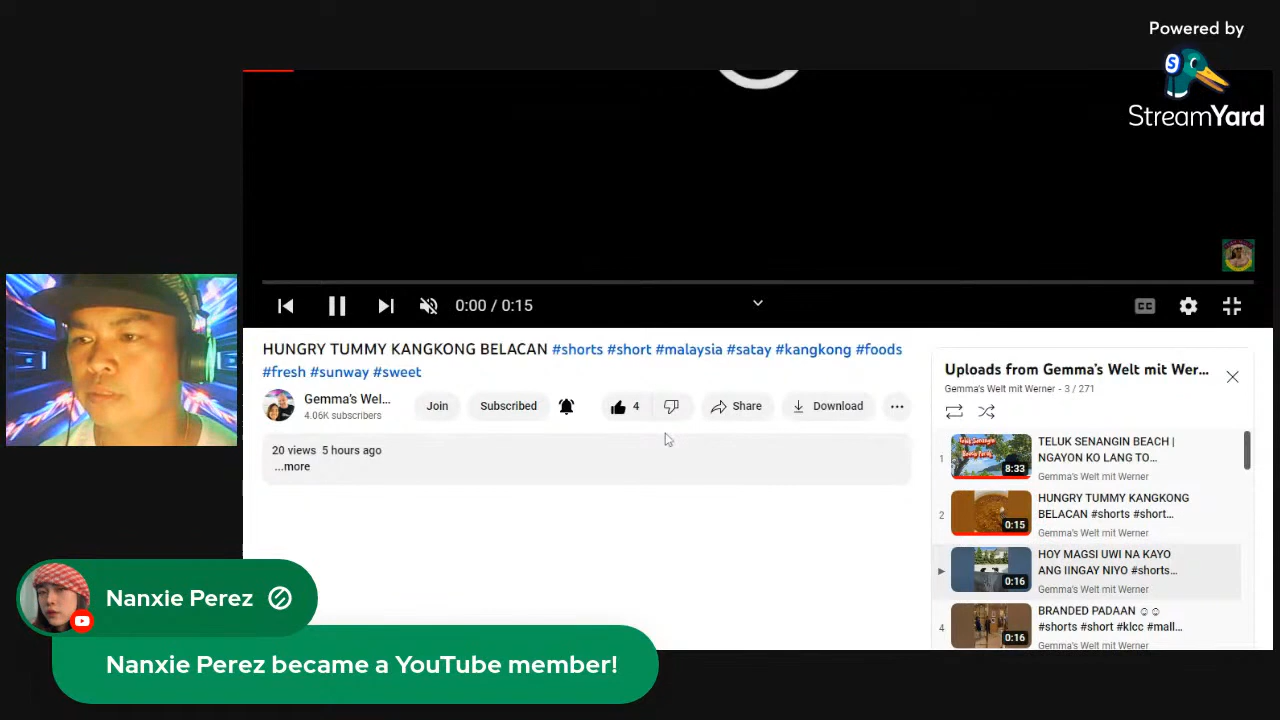 Powered by
StreamYard
0:00 / 0:15
CC
HUNGRY TUMMY KANGKONG BELACAN #shorts #short #malaysia #satay #kangkong #foods
#fresh #sunway #sweet
Gemma's Wel...
4.06K subscribers
Join
Subscribed
4
Share
Download
20 views 5 hours ago
...more
Uploads from Gemma's Welt mit Wer...
Gemma's Welt mit Werner - 3 / 271
1
8:33
TELUK SENANGIN BEACH |
NGAYON KO LANG TO...
Gemma's Welt mit Werner
2
0:15
HUNGRY TUMMY KANGKONG
BELACAN #shorts #short...
Gemma's Welt mit Werner
0:16
HOY MAGSI UWI NA KAYO
ANG IINGAY NIYO #shorts...
Gemma's Welt mit Werner
4
0:16
BRANDED PADAAN ☺☺
#shorts #short #klcc #mall...
Gemma's Welt mit Werner
Nanxie Perez
Nanxie Perez became a YouTube member!